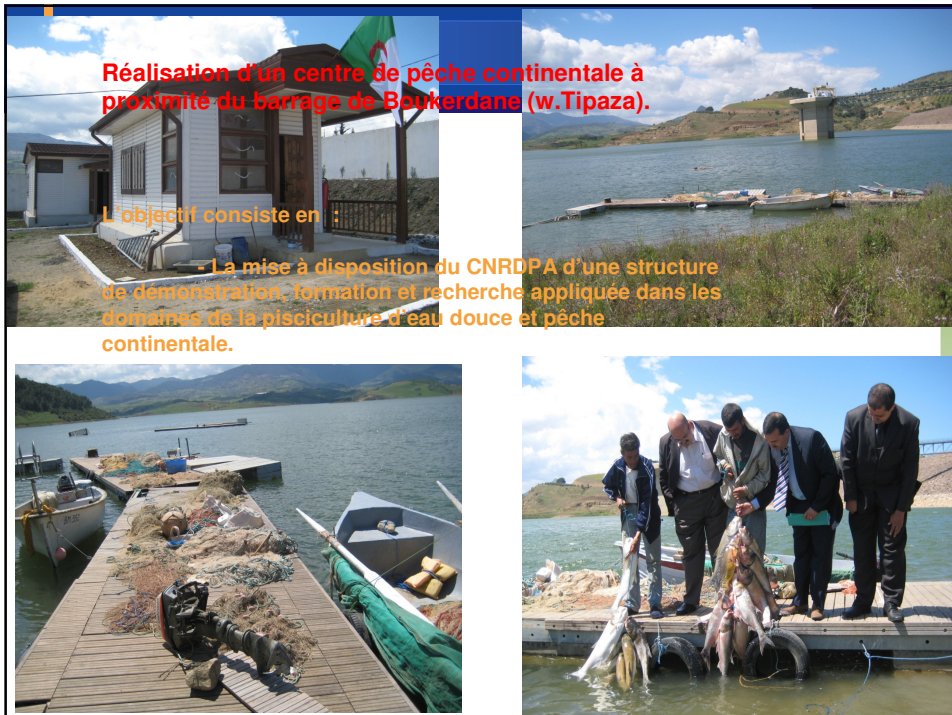 Réalisation d'un centre de pêche continentale à
proximité du barrage de Boukerdane (w.Tipaza).
L'objectif consiste en :
- La mise à disposition du CNRDPA d'une structure
de démonstration, formation et recherche appliquée dans les
domaines de la pisciculture d'eau douce et pêche
continentale.